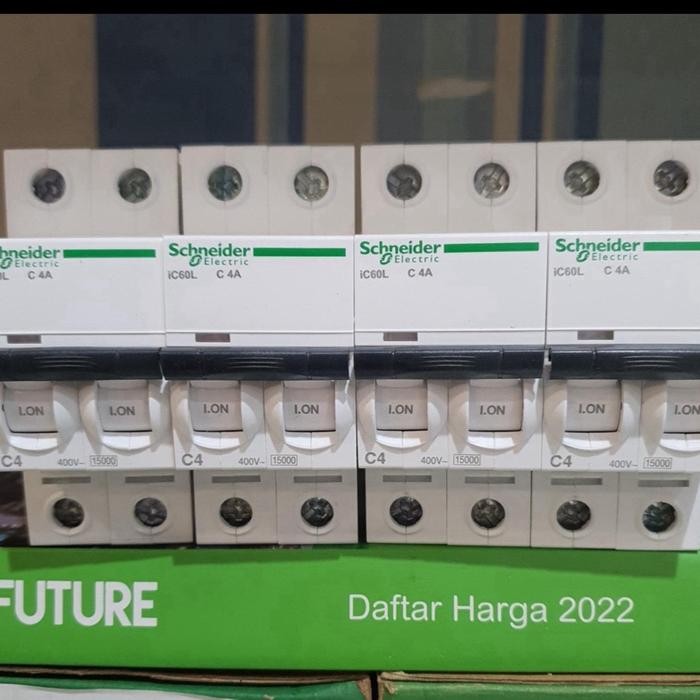 Schneider
Electric
C 4A
Schneider
Electric
iC60L C 4A
Schneider
Electric
iC60L C 4A
Schneider
Electric
iC60L C 4A
I.ON I.ON
I.ON I.ON
I.ON I.ON
I.ON I.ON
C4 400V~ 15000
C4 400V~ 15000
C4 400V~ 15000
C4 400V~ 15000
FUTURE
Daftar Harga 2022